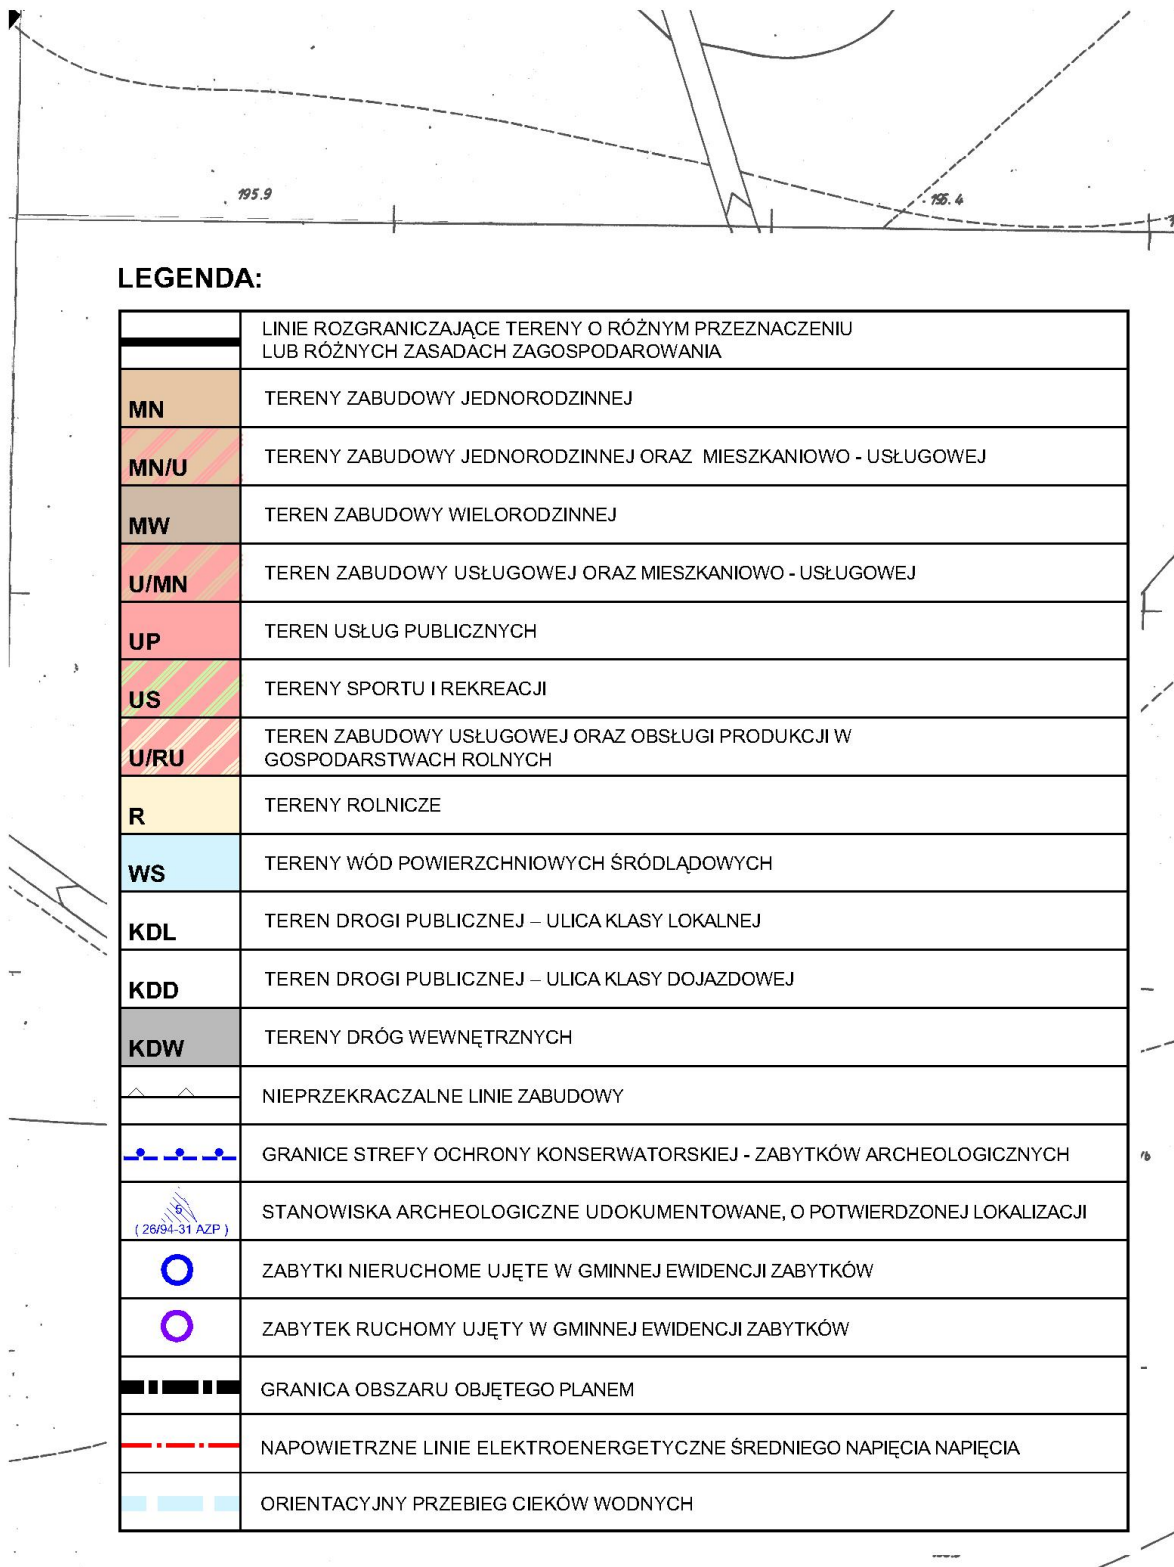 195.9
195.4
LEGENDA:
LINIE ROZGRANICZAJĄCE TERENY O RÓŻNYM PRZEZNACZENIU
LUB RÓŻNYCH ZASADACH ZAGOSPODAROWANIA
MN TERENY ZABUDOWY JEDNORODZINNEJ
MN/U TERENY ZABUDOWY JEDNORODZINNEJ ORAZ MIESZKANIOWO - USŁUGOWEJ
MW TEREN ZABUDOWY WIELORODZINNEJ
U/MN TEREN ZABUDOWY USŁUGOWEJ ORAZ MIESZKANIOWO - USŁUGOWEJ
UP TEREN USŁUG PUBLICZNYCH
US TERENY SPORTU I REKREACJI
U/RU TEREN ZABUDOWY USŁUGOWEJ ORAZ OBSŁUGI PRODUKCJI W
GOSPODARSTWACH ROLNYCH
R TERENY ROLNICZE
WS TERENY WÓD POWIERZCHNIOWYCH ŚRÓDLĄDOWYCH
KDL TEREN DROGI PUBLICZNEJ – ULICA KLASY LOKALNEJ
KDD TEREN DROGI PUBLICZNEJ – ULICA KLASY DOJAZDOWEJ
KDW TERENY DRÓG WEWNĘTRZNYCH
NIEPRZEKRACZALNE LINIE ZABUDOWY
GRANICE STREFY OCHRONY KONSERWATORSKIEJ - ZABYTKÓW ARCHEOLOGICZNYCH
5
( 26/94-31 AZP ) STANOWISKA ARCHEOLOGICZNE UDOKUMENTOWANE, O POTWIERDZONEJ LOKALIZACJI
ZABYTKI NIERUCHOME UJĘTE W GMINNEJ EWIDENCJI ZABYTKÓW
ZABYTEK RUCHOMY UJĘTY W GMINNEJ EWIDENCJI ZABYTKÓW
GRANICA OBSZARU OBJĘTEGO PLANEM
NAPOWIETRZNE LINIE ELEKTROENERGETYCZNE ŚREDNIEGO NAPIĘCIA NAPIĘCIA
ORIENTACYJNY PRZEBIEG CIEKÓW WODNYCH